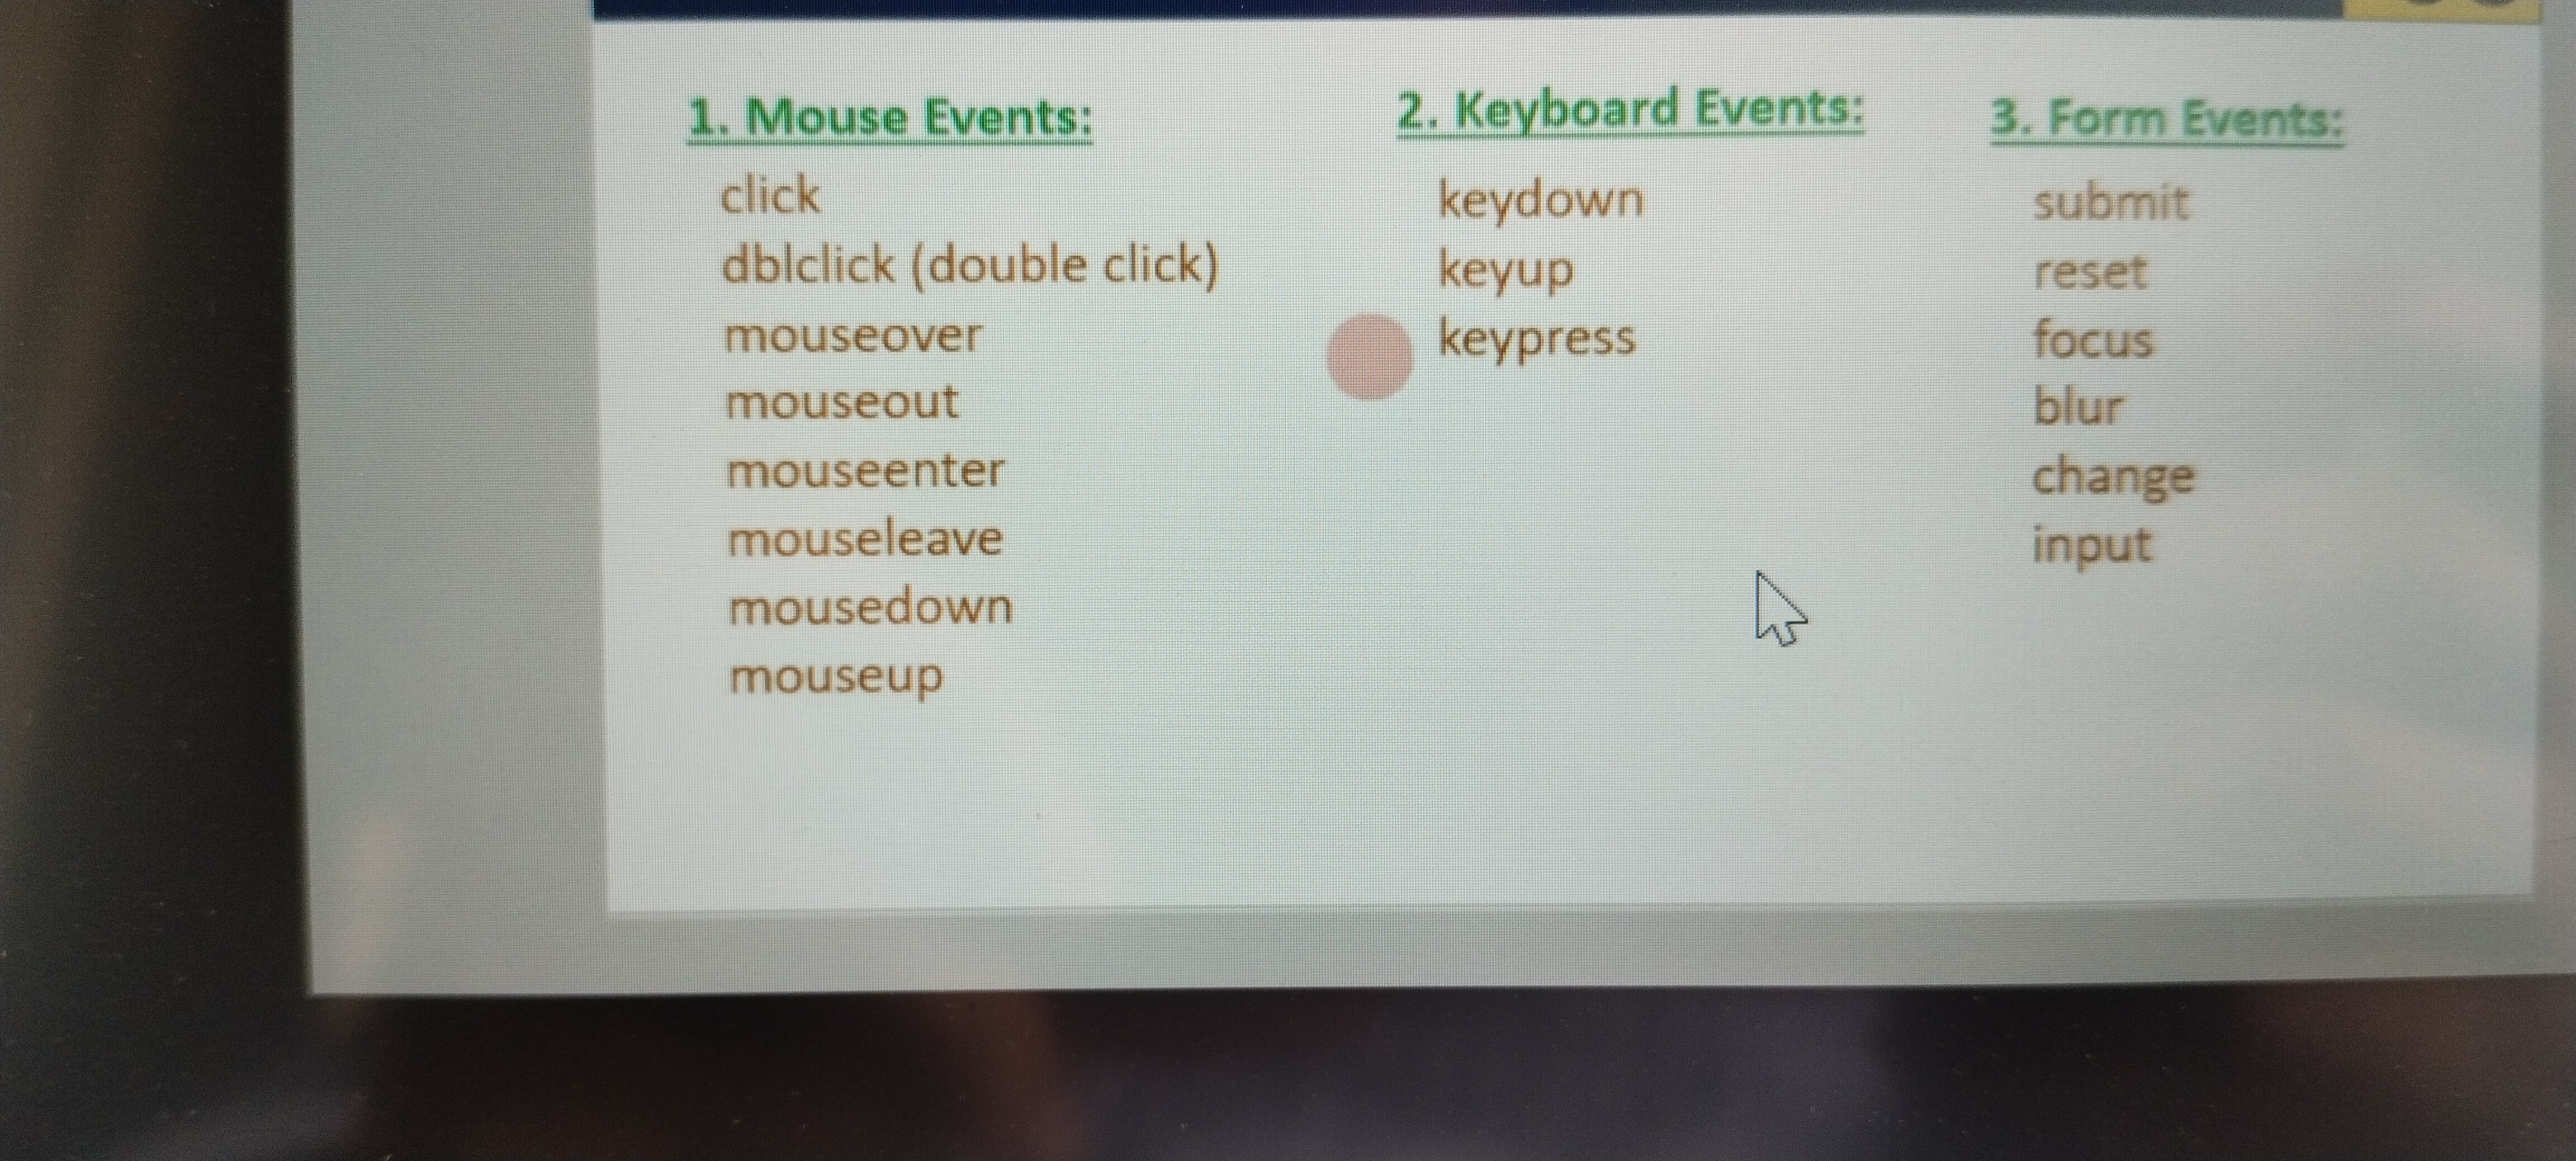 1. Mouse Events:
click
dblclick (double click)
mouseover
mouseout
mouseenter
mouseleave
mousedown
mouseup
2. Keyboard Events:
keydown
keyup
keypress
3. Form Events:
submit
reset
focus
blur
change
input